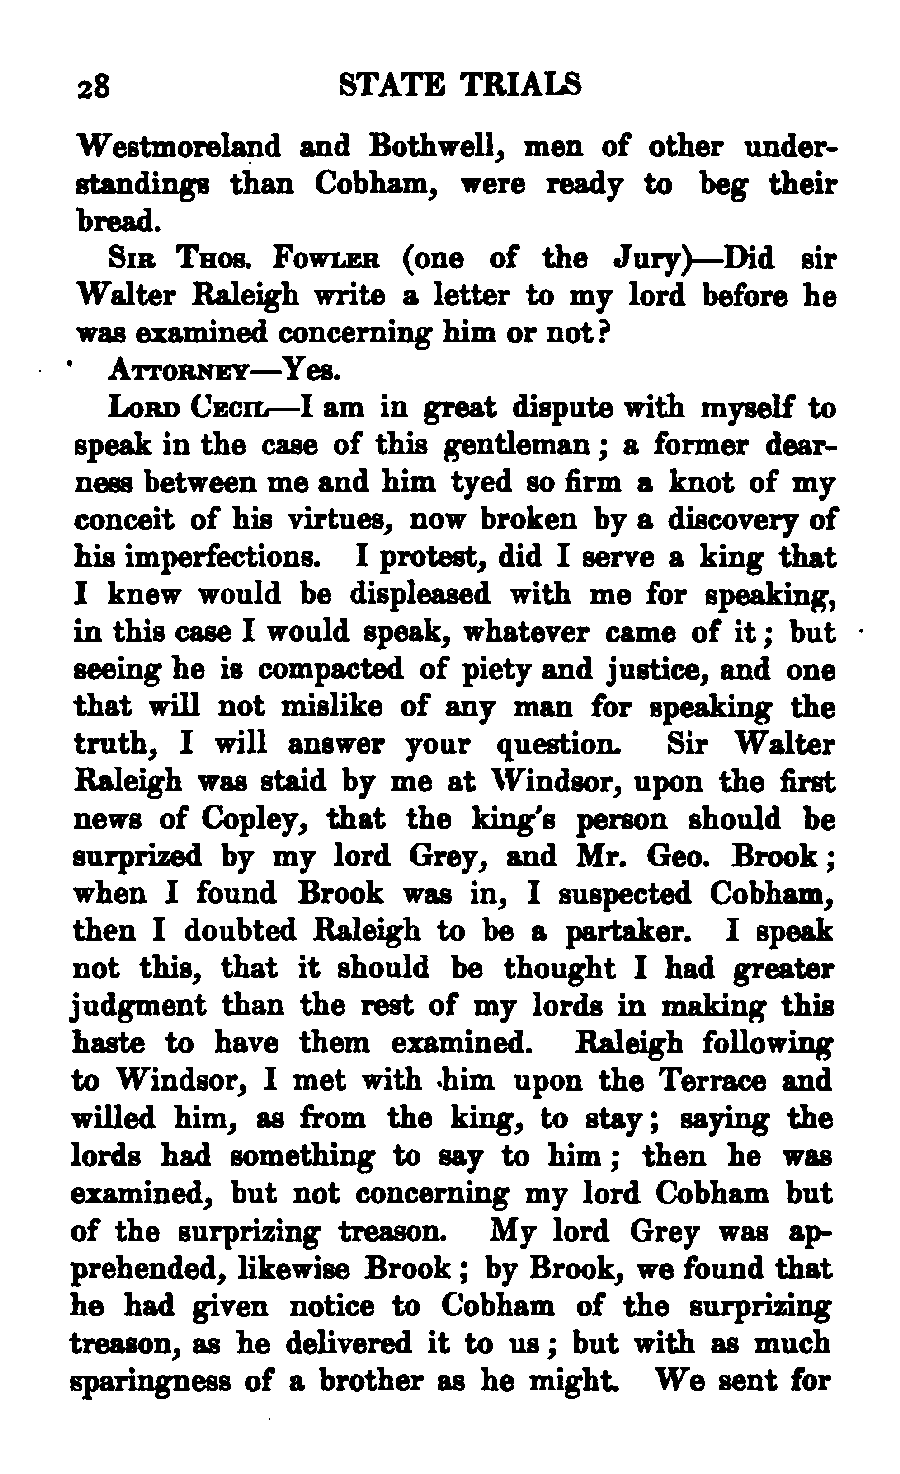 28 STATE TRIALS
Westmoreland and Bothwell, men of other under-
standings than Cobham, were ready to beg their
bread.
SIR THOS. FOWLER (one of the Jury)—Did sir
Walter Raleigh write a letter to my lord before he
was examined concerning him or not?
ATTORNEY—Yes.
LORD CECIL—I am in great dispute with myself to
speak in the case of this gentleman; a former dear-
ness between me and him tyed so firm a knot of my
conceit of his virtues, now broken by a discovery of
his imperfections. I protest, did I serve a king that
I knew would be displeased with me for speaking,
in this case I would speak, whatever came of it; but
seeing he is compacted of piety and justice, and one
that will not mislike of any man for speaking the
truth, I will answer your question. Sir Walter
Raleigh was staid by me at Windsor, upon the first
news of Copley, that the king's person should be
surprized by my lord Grey, and Mr. Geo. Brook;
when I found Brook was in, I suspected Cobham,
then I doubted Raleigh to be a partaker. I speak
not this, that it should be thought I had greater
judgment than the rest of my lords in making this
haste to have them examined. Raleigh following
to Windsor, I met with him upon the Terrace and
willed him, as from the king, to stay; saying the
lords had something to say to him; then he was
examined, but not concerning my lord Cobham but
of the surprizing treason. My lord Grey was ap-
prehended, likewise Brook; by Brook, we found that
he had given notice to Cobham of the surprizing
treason, as he delivered it to us; but with as much
sparingness of a brother as he might. We sent for